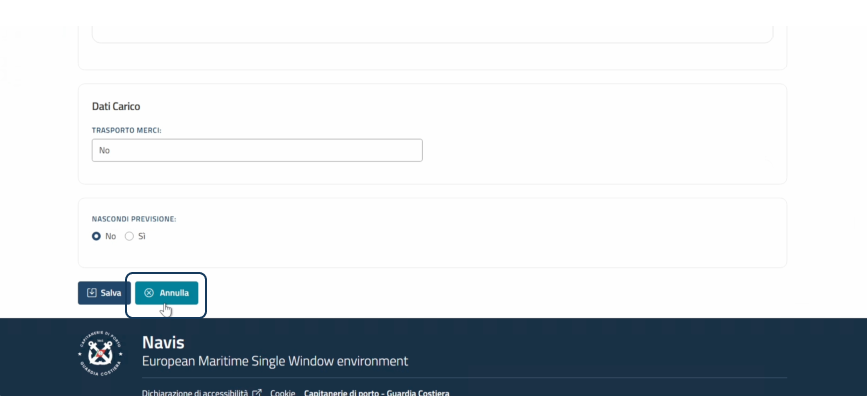 Dati Carico
TRASPORTO MERCI:
No
NASCONDI PREVISIONE:
No Sì
Salva Annulla
Navis
European Maritime Single Window environment
Dichiarazione di accessibilità Cookie Capitanerie di porto - Guardia Costiera